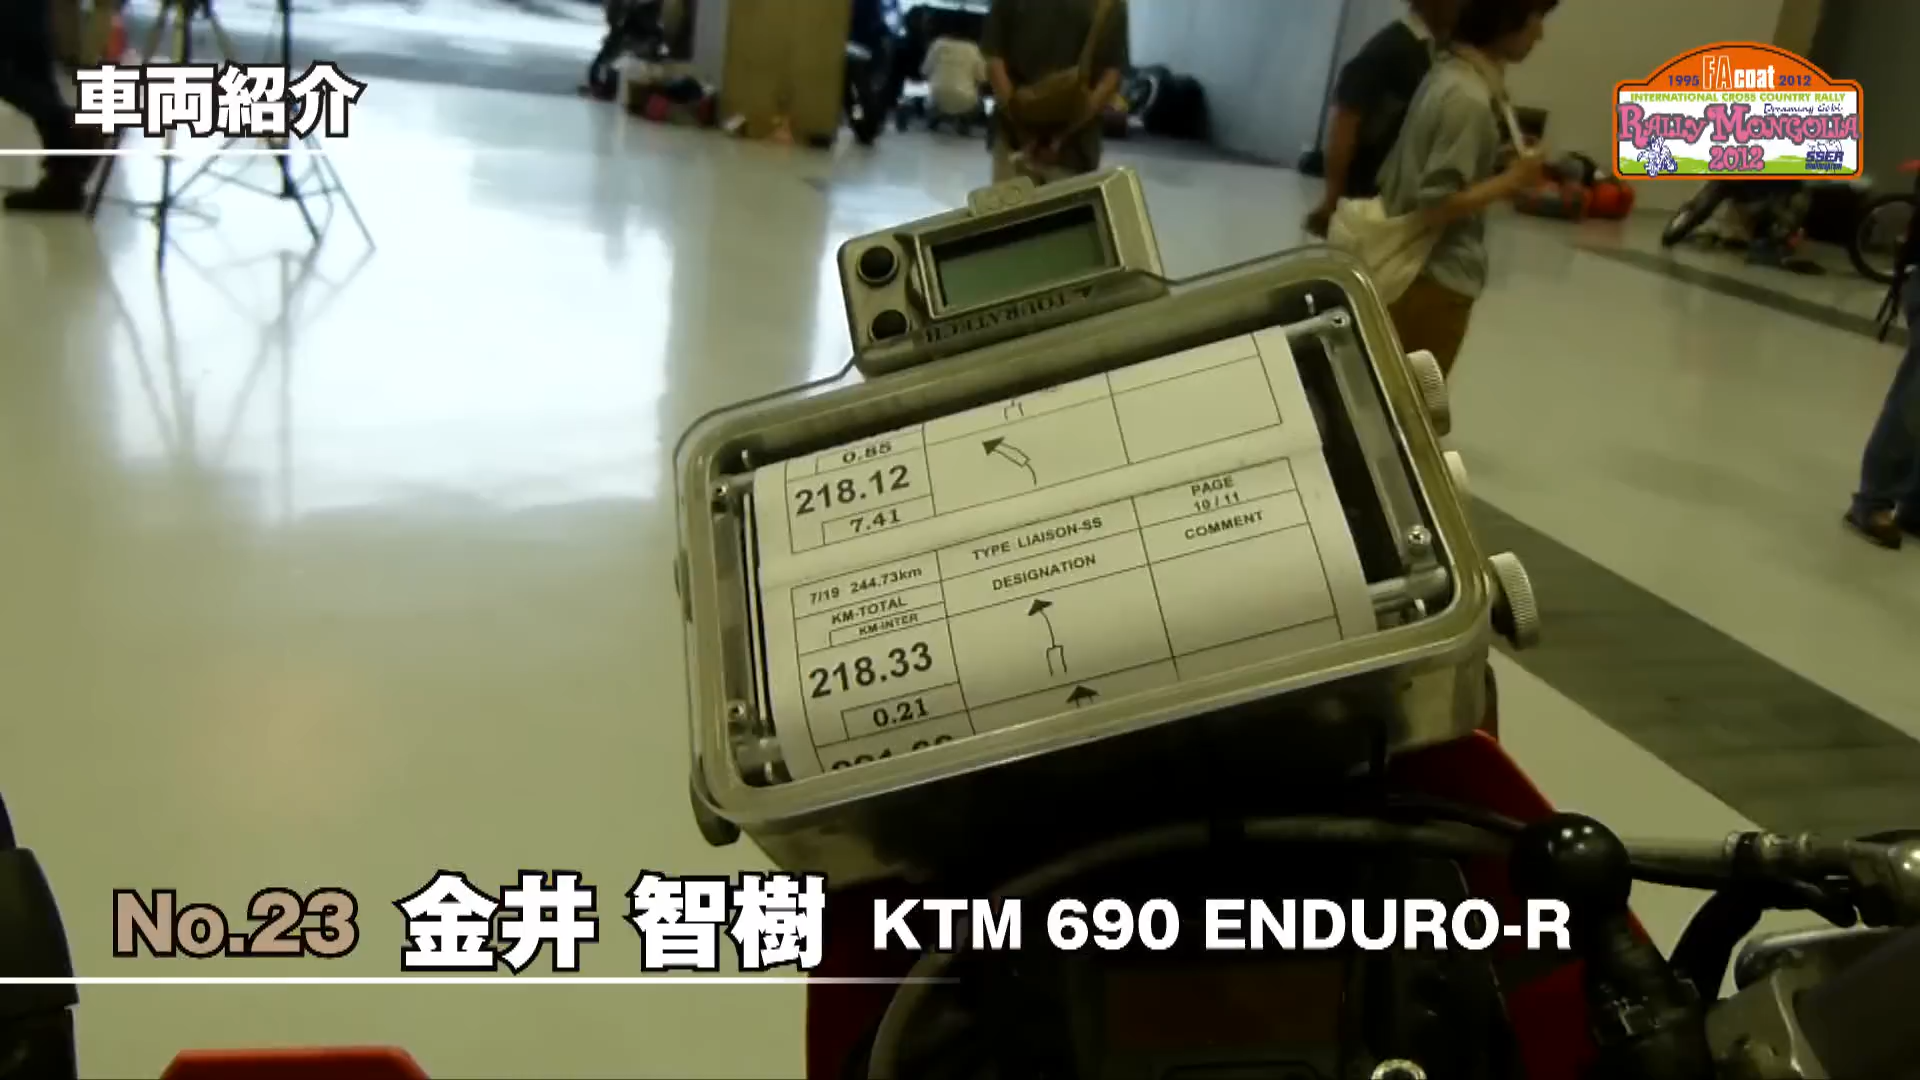 車両紹介
1995 FAcoat 2012
INTERNATIONAL CROSS COUNTRY RALLY
Dreaming Gobi
RALLY MONGOLIA
2012
SSER
TOURATECH
0.85
218.12
7.41
7/19 244.73km
TYPE LIAISON-SS
PAGE
10 / 11
KM-TOTAL
KM-INTER
DESIGNATION
COMMENT
218.33
0.21
No.23 金井 智樹 KTM 690 ENDURO-R